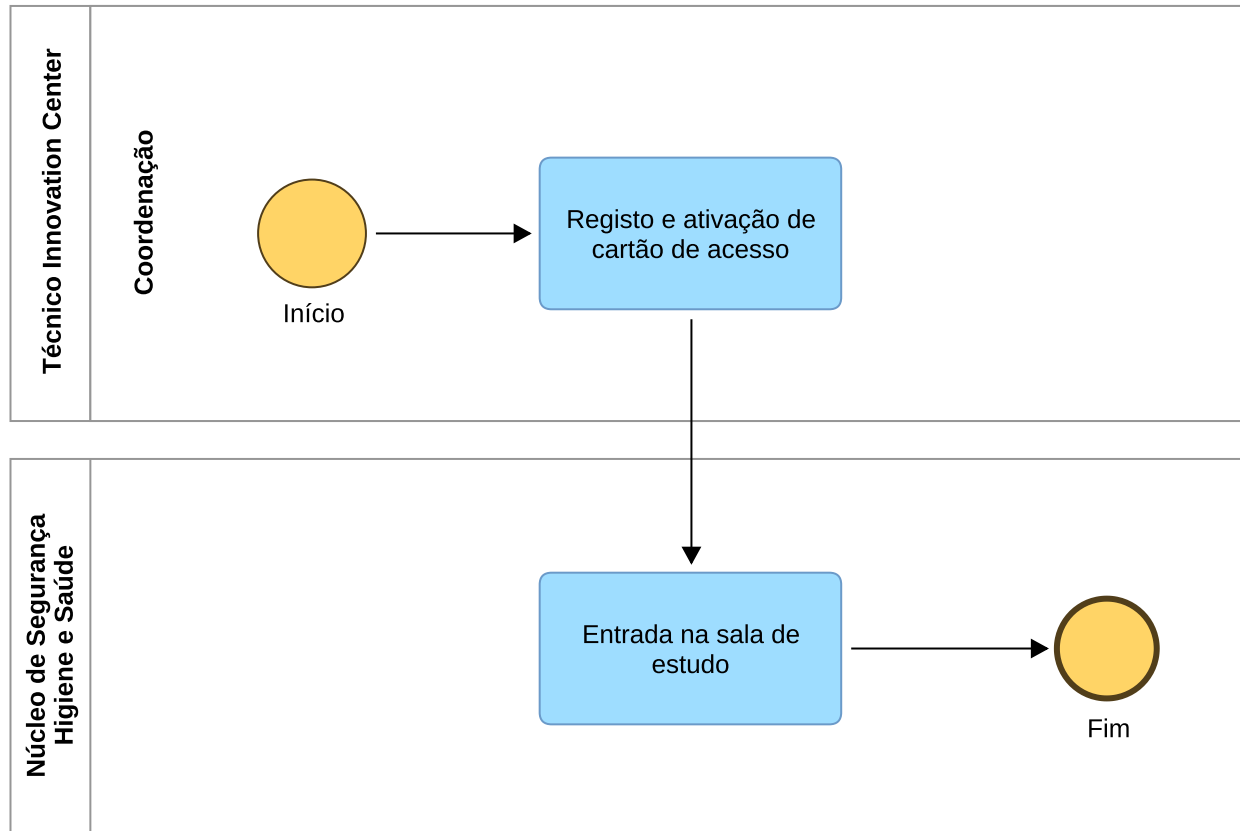 Técnico Innovation Center
Coordenação
Início
Registo e ativação de
cartão de acesso
Núcleo de Segurança
Higiene e Saúde
Entrada na sala de
estudo
Fim